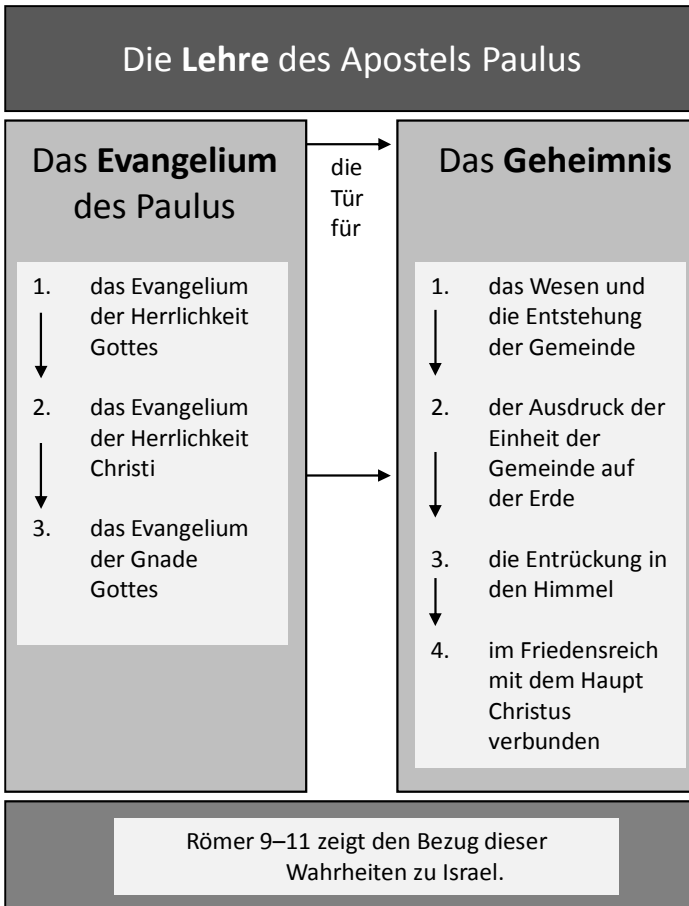 Die Lehre des Apostels Paulus
Das Evangelium
des Paulus
1. das Evangelium
der Herrlichkeit
Gottes
2. das Evangelium
der Herrlichkeit
Christi
3. das Evangelium
der Gnade
Gottes
die
Tür
für
Das Geheimnis
1. das Wesen und
die Entstehung
der Gemeinde
2. der Ausdruck der
Einheit der
Gemeinde auf
der Erde
3. die Entrückung in
den Himmel
4. im Friedensreich
mit dem Haupt
Christus
verbunden
Römer 9–11 zeigt den Bezug dieser
Wahrheiten zu Israel.